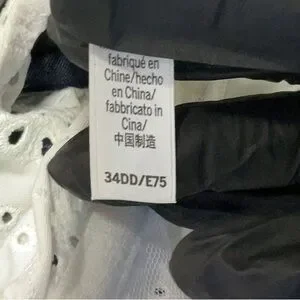 fabriqué en
Chine/hecho
en China/
fabbricato in
Cina/
中国制造
34DD/E75